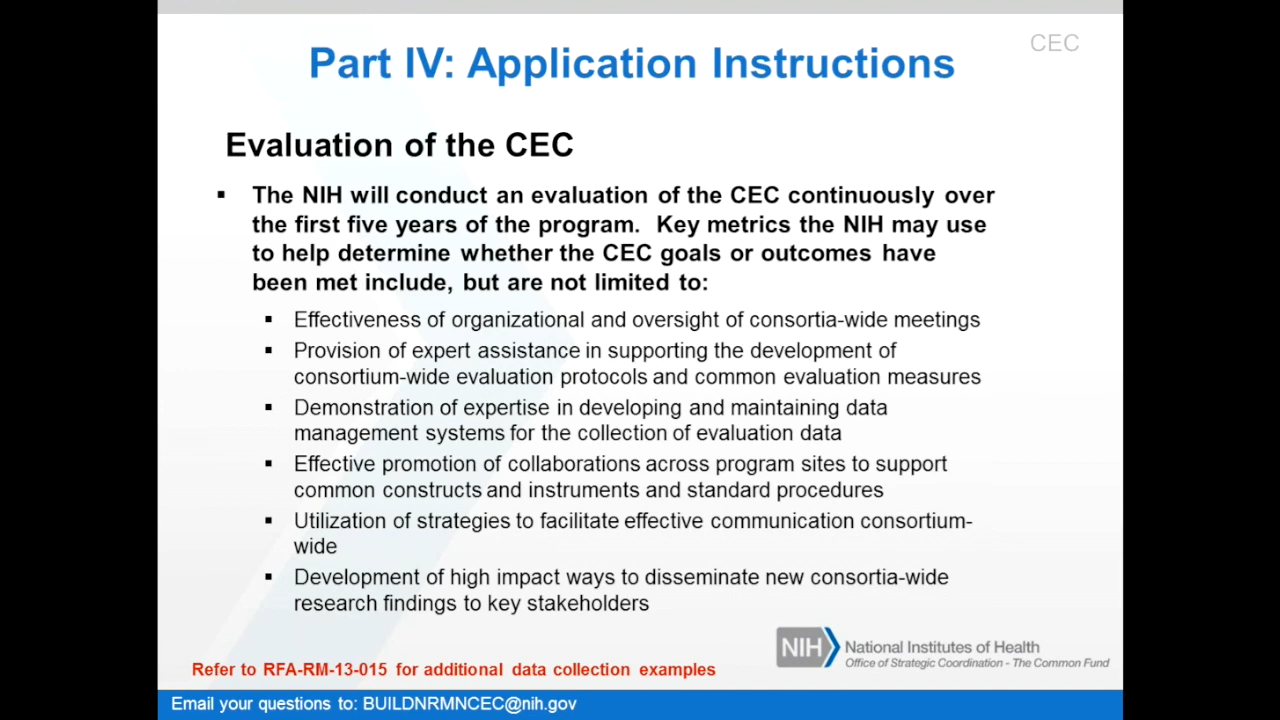 CEC
Part IV: Application Instructions
Evaluation of the CEC
▪ The NIH will conduct an evaluation of the CEC continuously over
the first five years of the program. Key metrics the NIH may use
to help determine whether the CEC goals or outcomes have
been met include, but are not limited to:
▪ Effectiveness of organizational and oversight of consortia-wide meetings
▪ Provision of expert assistance in supporting the development of
consortium-wide evaluation protocols and common evaluation measures
▪ Demonstration of expertise in developing and maintaining data
management systems for the collection of evaluation data
▪ Effective promotion of collaborations across program sites to support
common constructs and instruments and standard procedures
▪ Utilization of strategies to facilitate effective communication consortium-
wide
▪ Development of high impact ways to disseminate new consortia-wide
research findings to key stakeholders
NIH National Institutes of Health
Office of Strategic Coordination - The Common Fund
Refer to RFA-RM-13-015 for additional data collection examples
Email your questions to: BUILDNRMNCEC@nih.gov